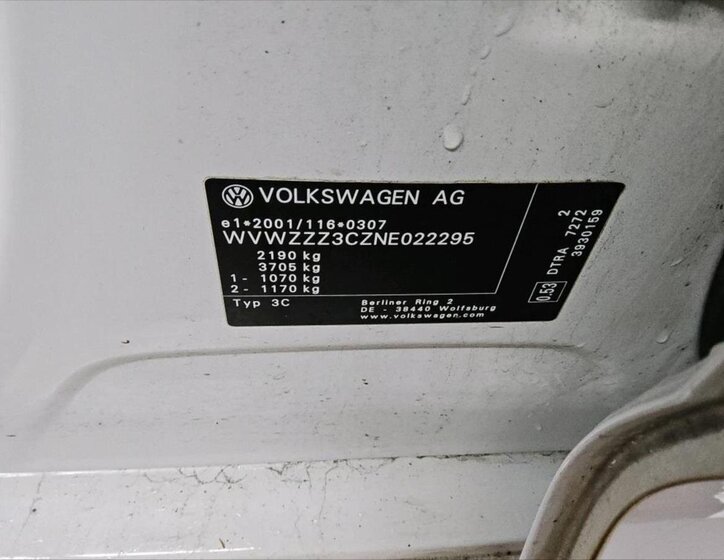 VOLKSWAGEN AG
e1*2001/116*0307
WVWZZZ3CZNE022295
2190 kg
3705 kg
1 - 1070 kg
2 - 1170 kg
Typ 3C
Berliner Ring 2
DE - 38440 Wolfsburg
www.volkswagen.com
0.53 DTRA 7272 2
3930159